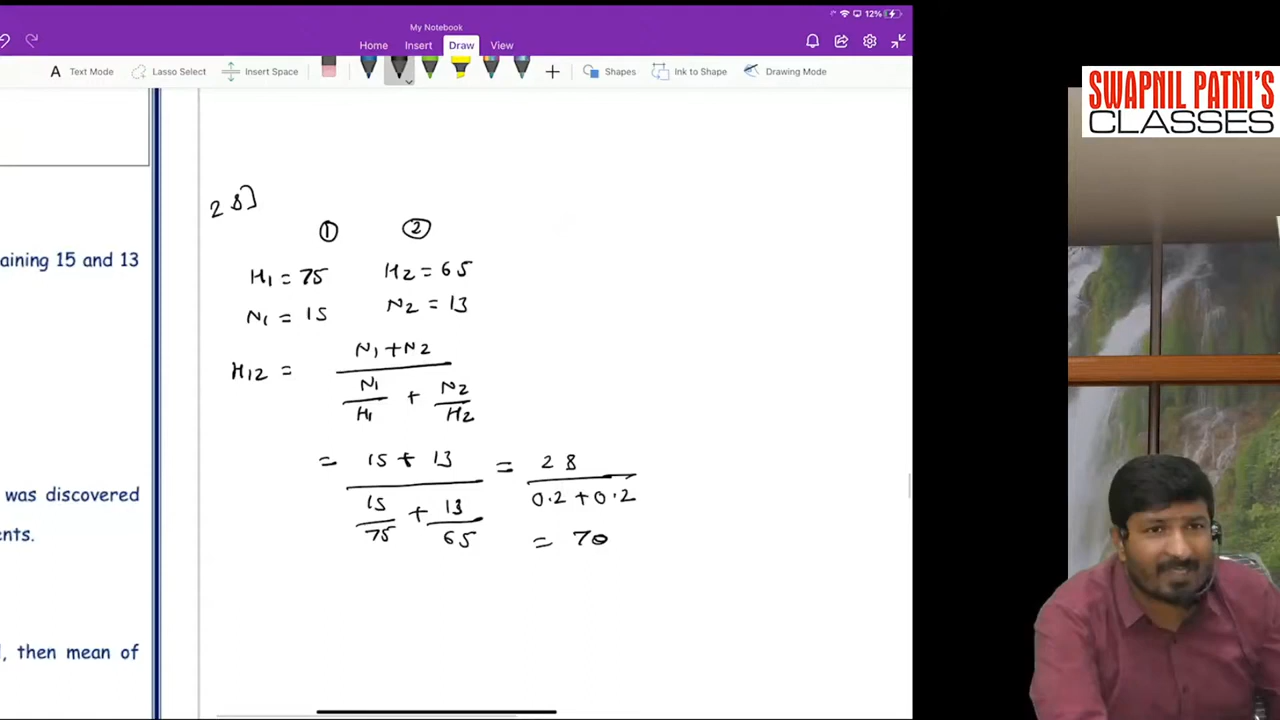 12%
My Notebook
Home Insert Draw View
Text Mode Lasso Select Insert Space Shapes Ink to Shape Drawing Mode
SWAPNIL PATNI'S
CLASSES
28]
① ②
H1 = 75 H2 = 65
N1 = 15 N2 = 13
H12 = N1 + N2 / N1/H1 + N2/H2
= 15 + 13 / 15/75 + 13/65 = 28 / 0.2 + 0.2
= 70
aining 15 and 13
was discovered
ents.
, then mean of